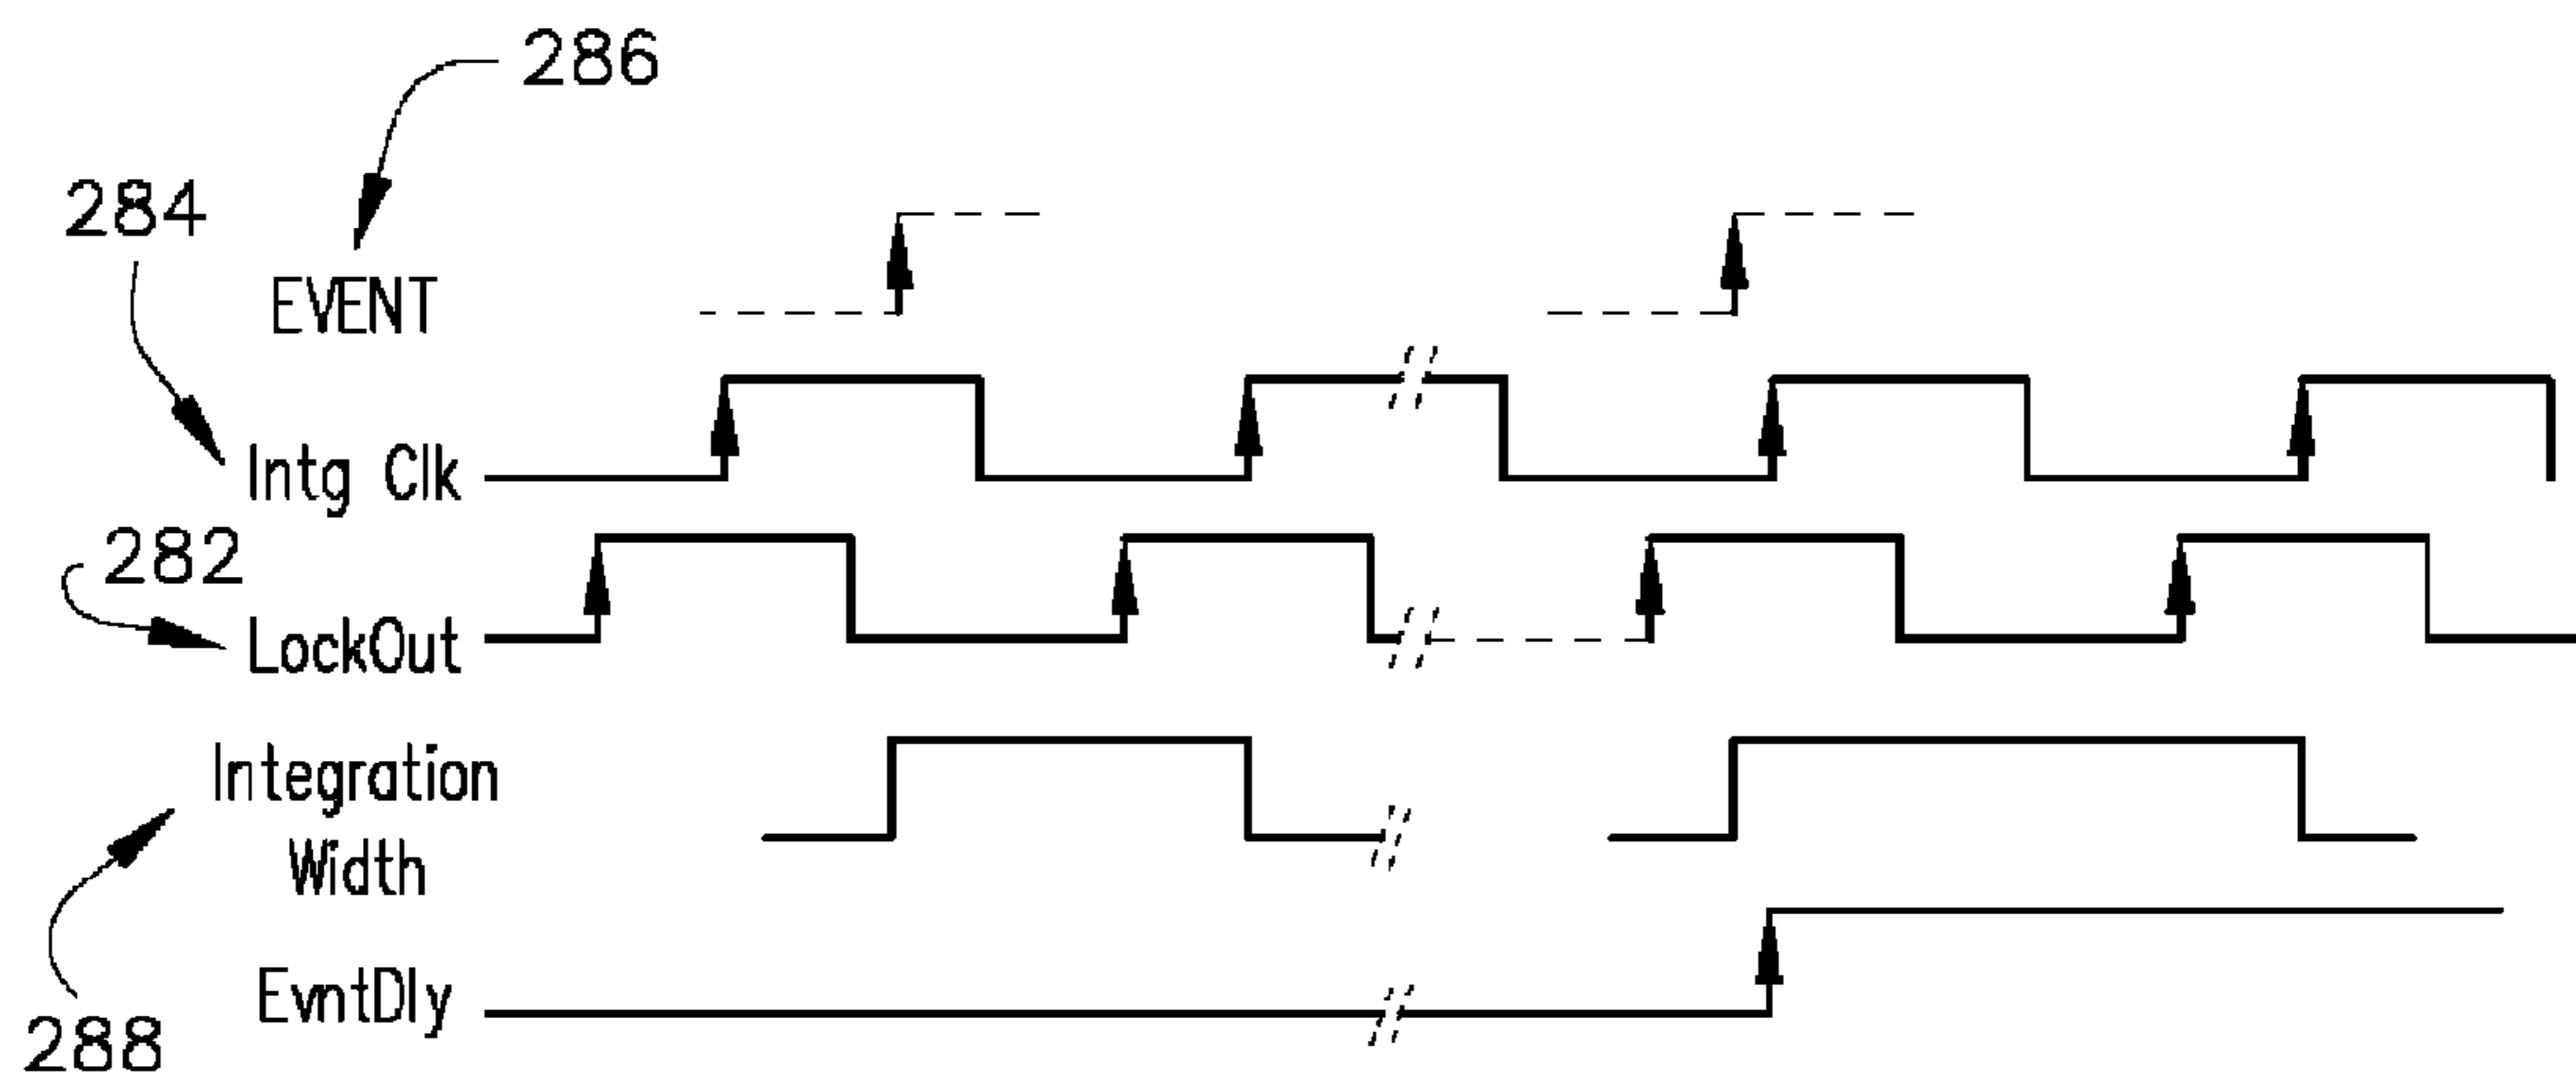 286
284
EVENT
Intg Clk
282
LockOut
Integration
Width
EvntDly
288